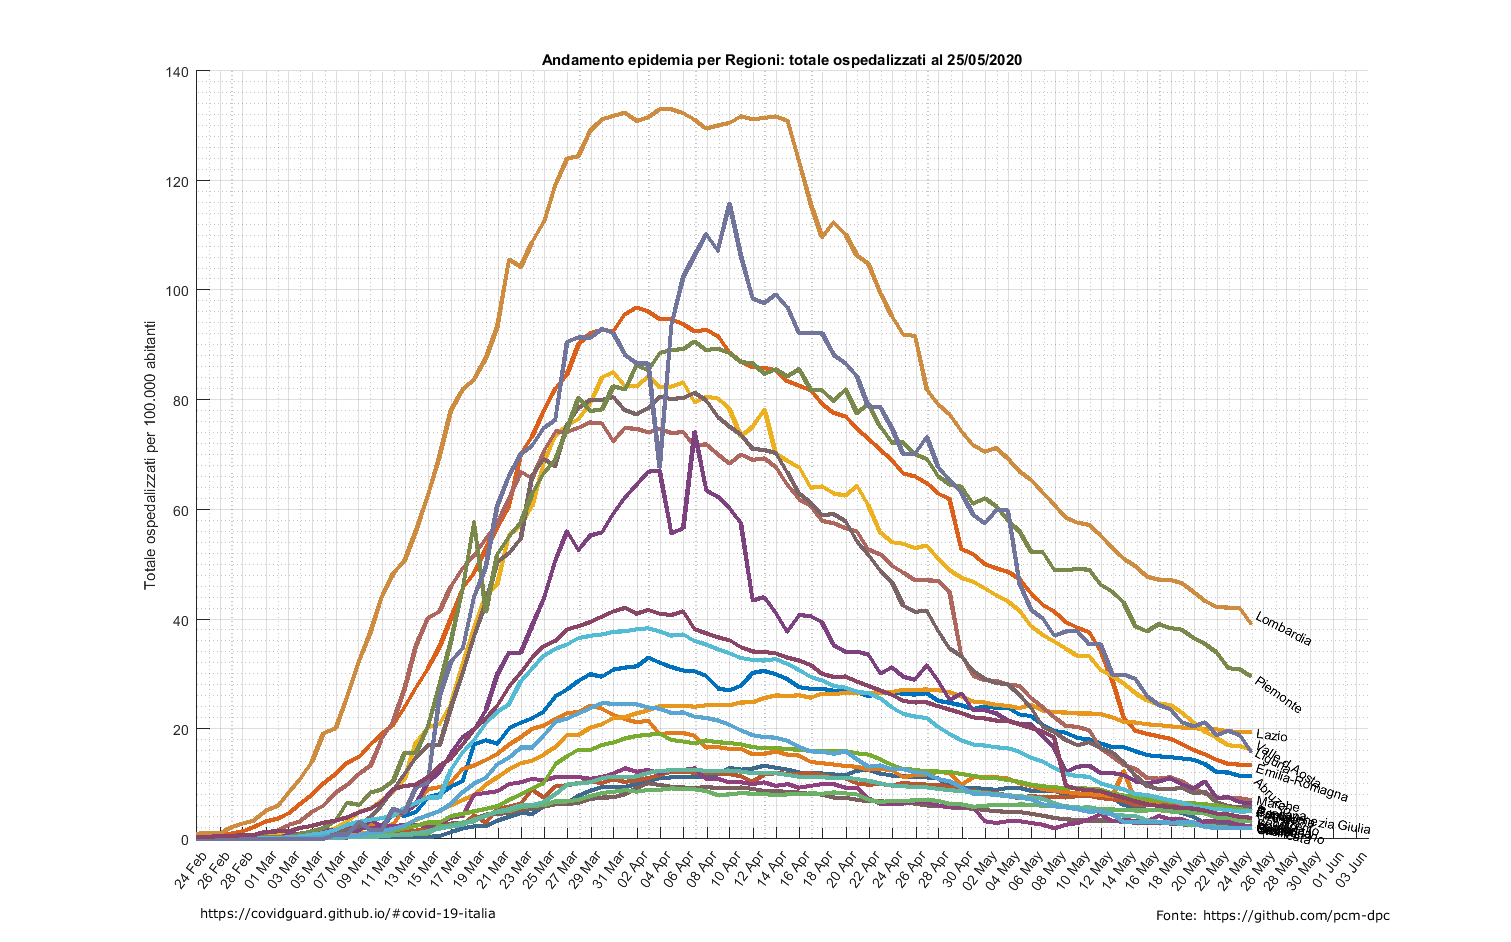 Andamento epidemia per Regioni: totale ospedalizzati al 25/05/2020
Totale ospedalizzati per 100.000 abitanti
140
120
100
80
60
40
20
0
Lombardia
Piemonte
Lazio
Valle d'Aosta
Liguria
Emilia-Romagna
Abruzzo
Marche
Venezia Giulia
24 Feb
26 Feb
28 Feb
01 Mar
03 Mar
05 Mar
07 Mar
09 Mar
11 Mar
13 Mar
15 Mar
17 Mar
19 Mar
21 Mar
23 Mar
25 Mar
27 Mar
29 Mar
31 Mar
02 Apr
04 Apr
06 Apr
08 Apr
10 Apr
12 Apr
14 Apr
16 Apr
18 Apr
20 Apr
22 Apr
24 Apr
26 Apr
28 Apr
30 Apr
02 May
04 May
06 May
08 May
10 May
12 May
14 May
16 May
18 May
20 May
22 May
24 May
26 May
28 May
30 May
01 Jun
03 Jun
https://covidguard.github.io/#covid-19-italia
Fonte: https://github.com/pcm-dpc